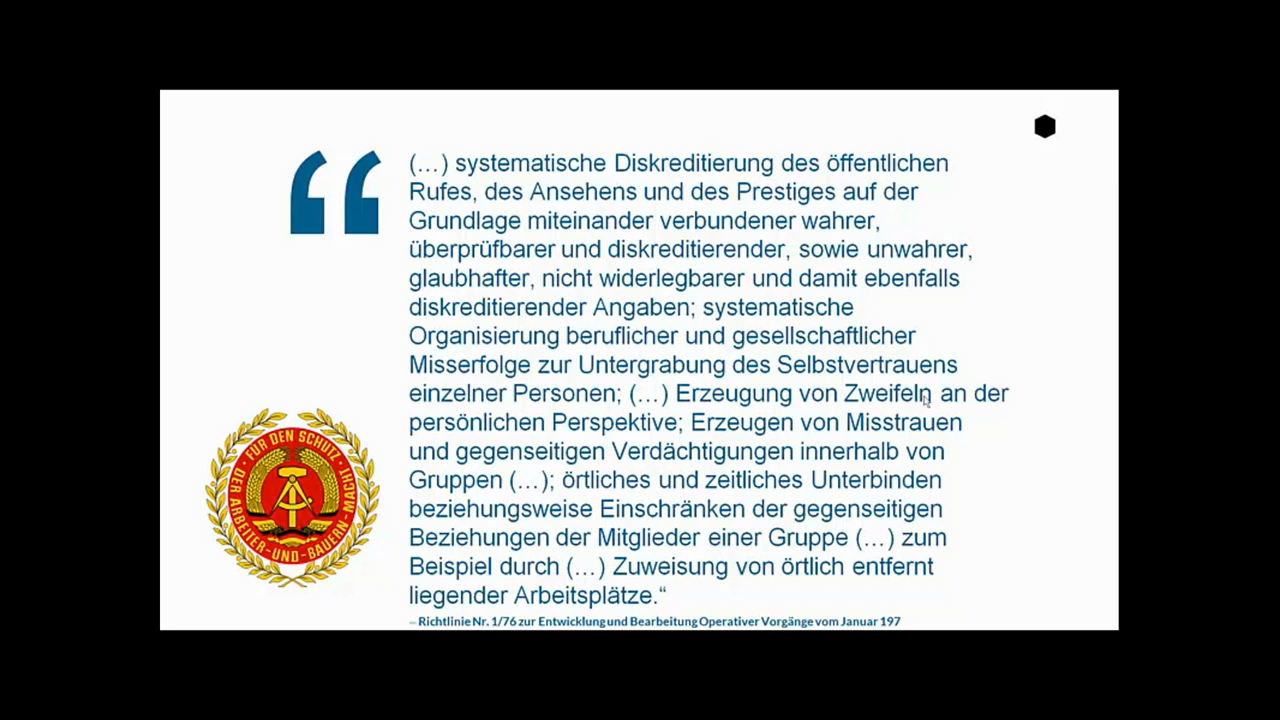 “
(…) systematische Diskreditierung des öffentlichen
Rufes, des Ansehens und des Prestiges auf der
Grundlage miteinander verbundener wahrer,
überprüfbarer und diskreditierender, sowie unwahrer,
glaubhafter, nicht widerlegbarer und damit ebenfalls
diskreditierender Angaben; systematische
Organisierung beruflicher und gesellschaftlicher
Misserfolge zur Untergrabung des Selbstvertrauens
einzelner Personen; (…) Erzeugung von Zweifeln an der
persönlichen Perspektive; Erzeugen von Misstrauen
und gegenseitigen Verdächtigungen innerhalb von
Gruppen (…); örtliches und zeitliches Unterbinden
beziehungsweise Einschränken der gegenseitigen
Beziehungen der Mitglieder einer Gruppe (…) zum
Beispiel durch (…) Zuweisung von örtlich entfernt
liegender Arbeitsplätze.“
– Richtlinie Nr. 1/76 zur Entwicklung und Bearbeitung Operativer Vorgänge vom Januar 197
· FÜR DEN SCHUTZ ·
DER ARBEITER-UND-BAUERN-MACHT